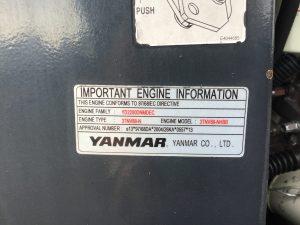 PUSH
IMPORTANT ENGINE INFORMATION
THIS ENGINE CONFORMS TO 97/68/EC DIRECTIVE
ENGINE FAMILY :
ENGINE TYPE : 3TNV88-N ENGINE MODEL :
APPROVAL NUMBER :
YANMAR YANMAR CO., LTD.